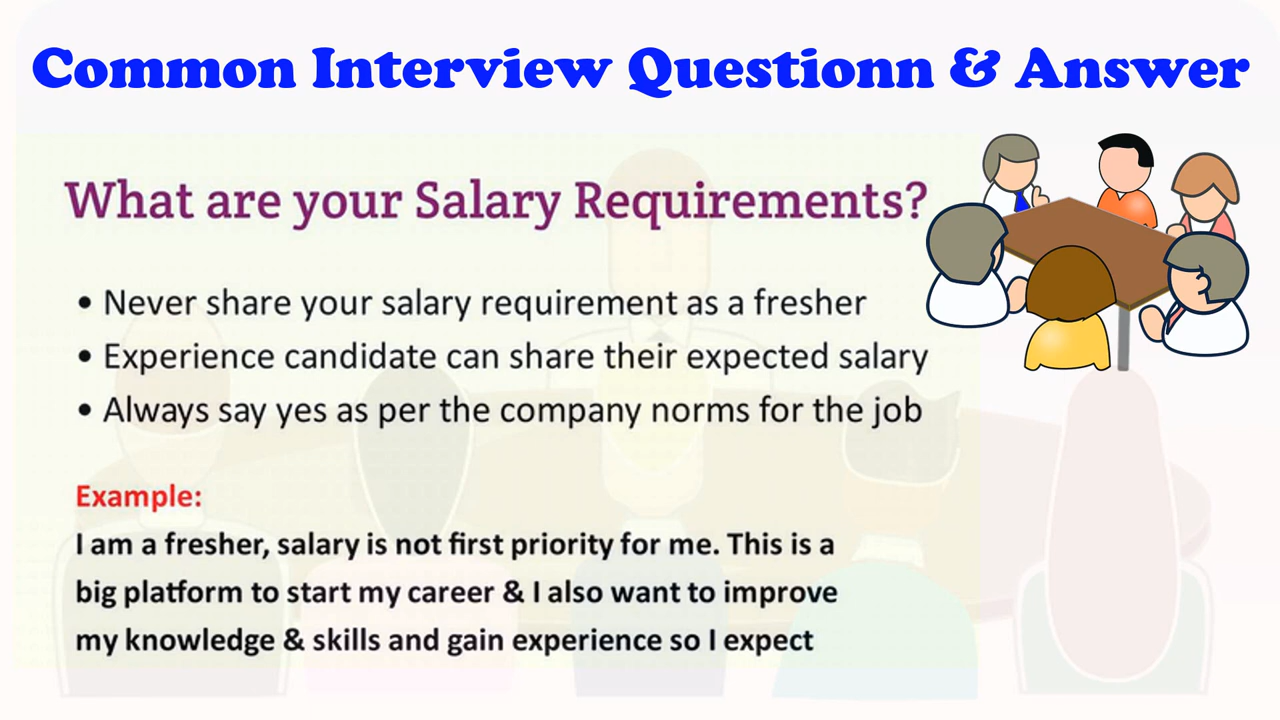 Common Interview Questionn & Answer
What are your Salary Requirements?
• Never share your salary requirement as a fresher
• Experience candidate can share their expected salary
• Always say yes as per the company norms for the job
Example:
I am a fresher, salary is not first priority for me. This is a
big platform to start my career & I also want to improve
my knowledge & skills and gain experience so I expect